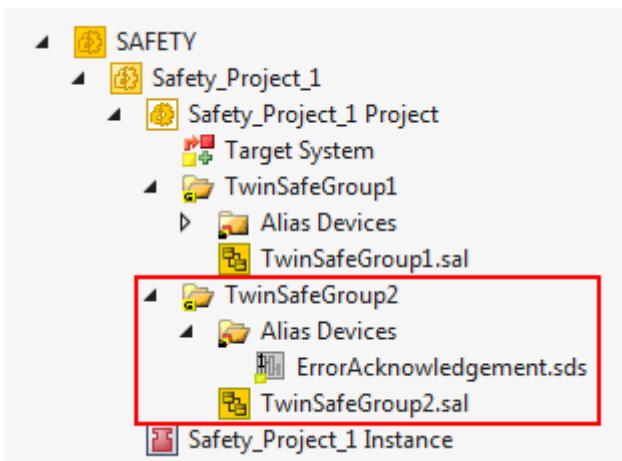 SAFETY
Safety_Project_1
Safety_Project_1 Project
Target System
TwinSafeGroup1
Alias Devices
TwinSafeGroup1.sal
TwinSafeGroup2
Alias Devices
ErrorAcknowledgement.sds
TwinSafeGroup2.sal
Safety_Project_1 Instance